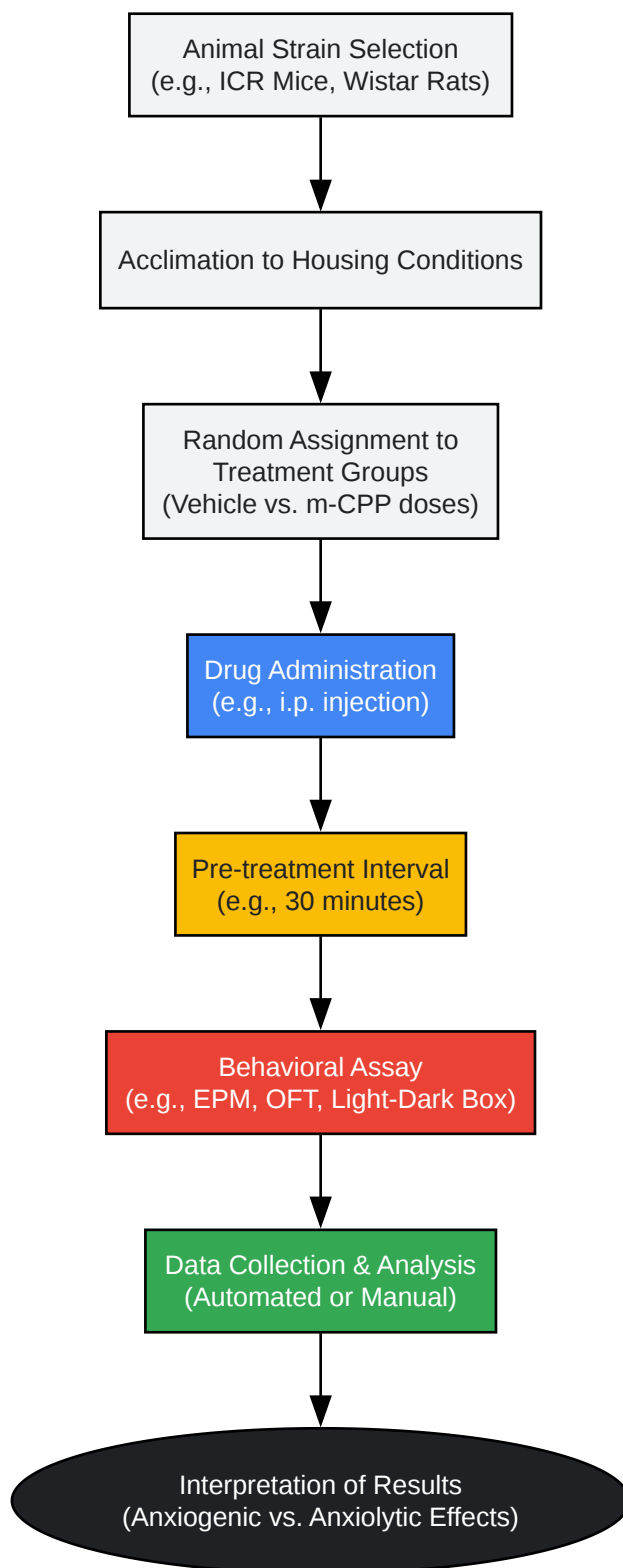 Animal Strain Selection
(e.g., ICR Mice, Wistar Rats)
Acclimation to Housing Conditions
Random Assignment to
Treatment Groups
(Vehicle vs. m-CPP doses)
Drug Administration
(e.g., i.p. injection)
Pre-treatment Interval
(e.g., 30 minutes)
Behavioral Assay
(e.g., EPM, OFT, Light-Dark Box)
Data Collection & Analysis
(Automated or Manual)
Interpretation of Results
(Anxiogenic vs. Anxiolytic Effects)